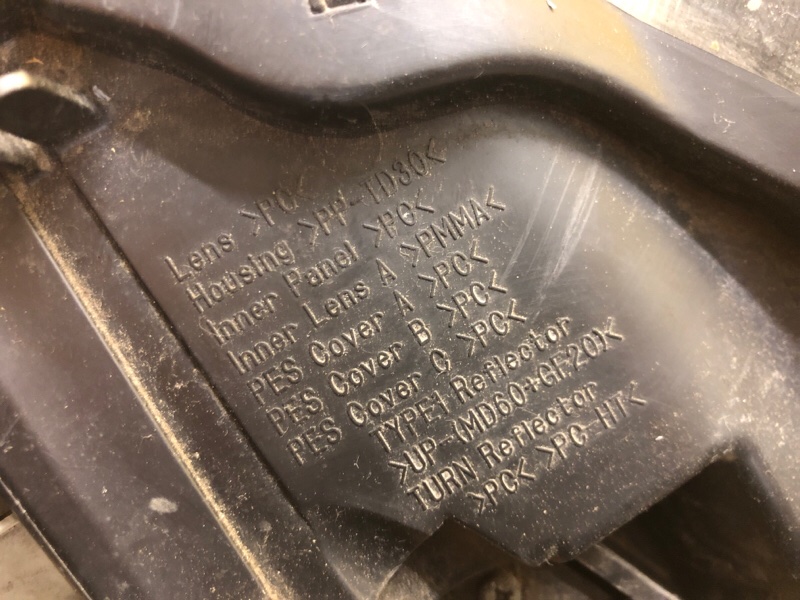 Lens >PC<
Housing >PP-TD30<
Inner Panel >PC<
Inner Lens A >PMMA<
PES Cover A >PC<
PES Cover B >PC<
PES Cover C >PC<
TYPE1 Reflector
>UP-(MD60+GF20)<
TURN Reflector
>PC< >PC-HT<